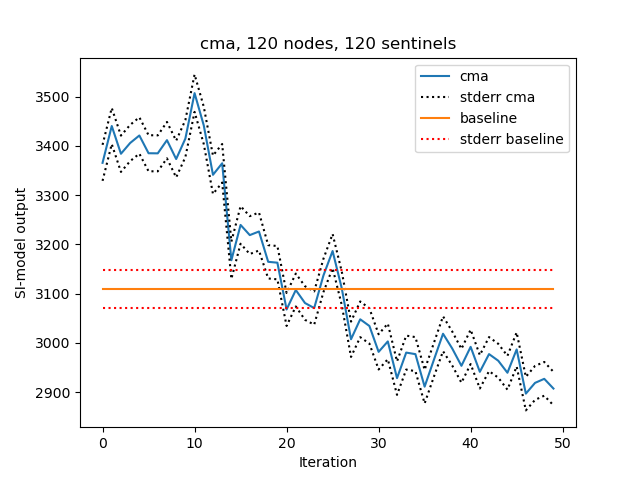 cma, 120 nodes, 120 sentinels
cma
stderr cma
baseline
stderr baseline
SI-model output
3500
3400
3300
3200
3100
3000
2900
0 10 20 30 40 50
Iteration